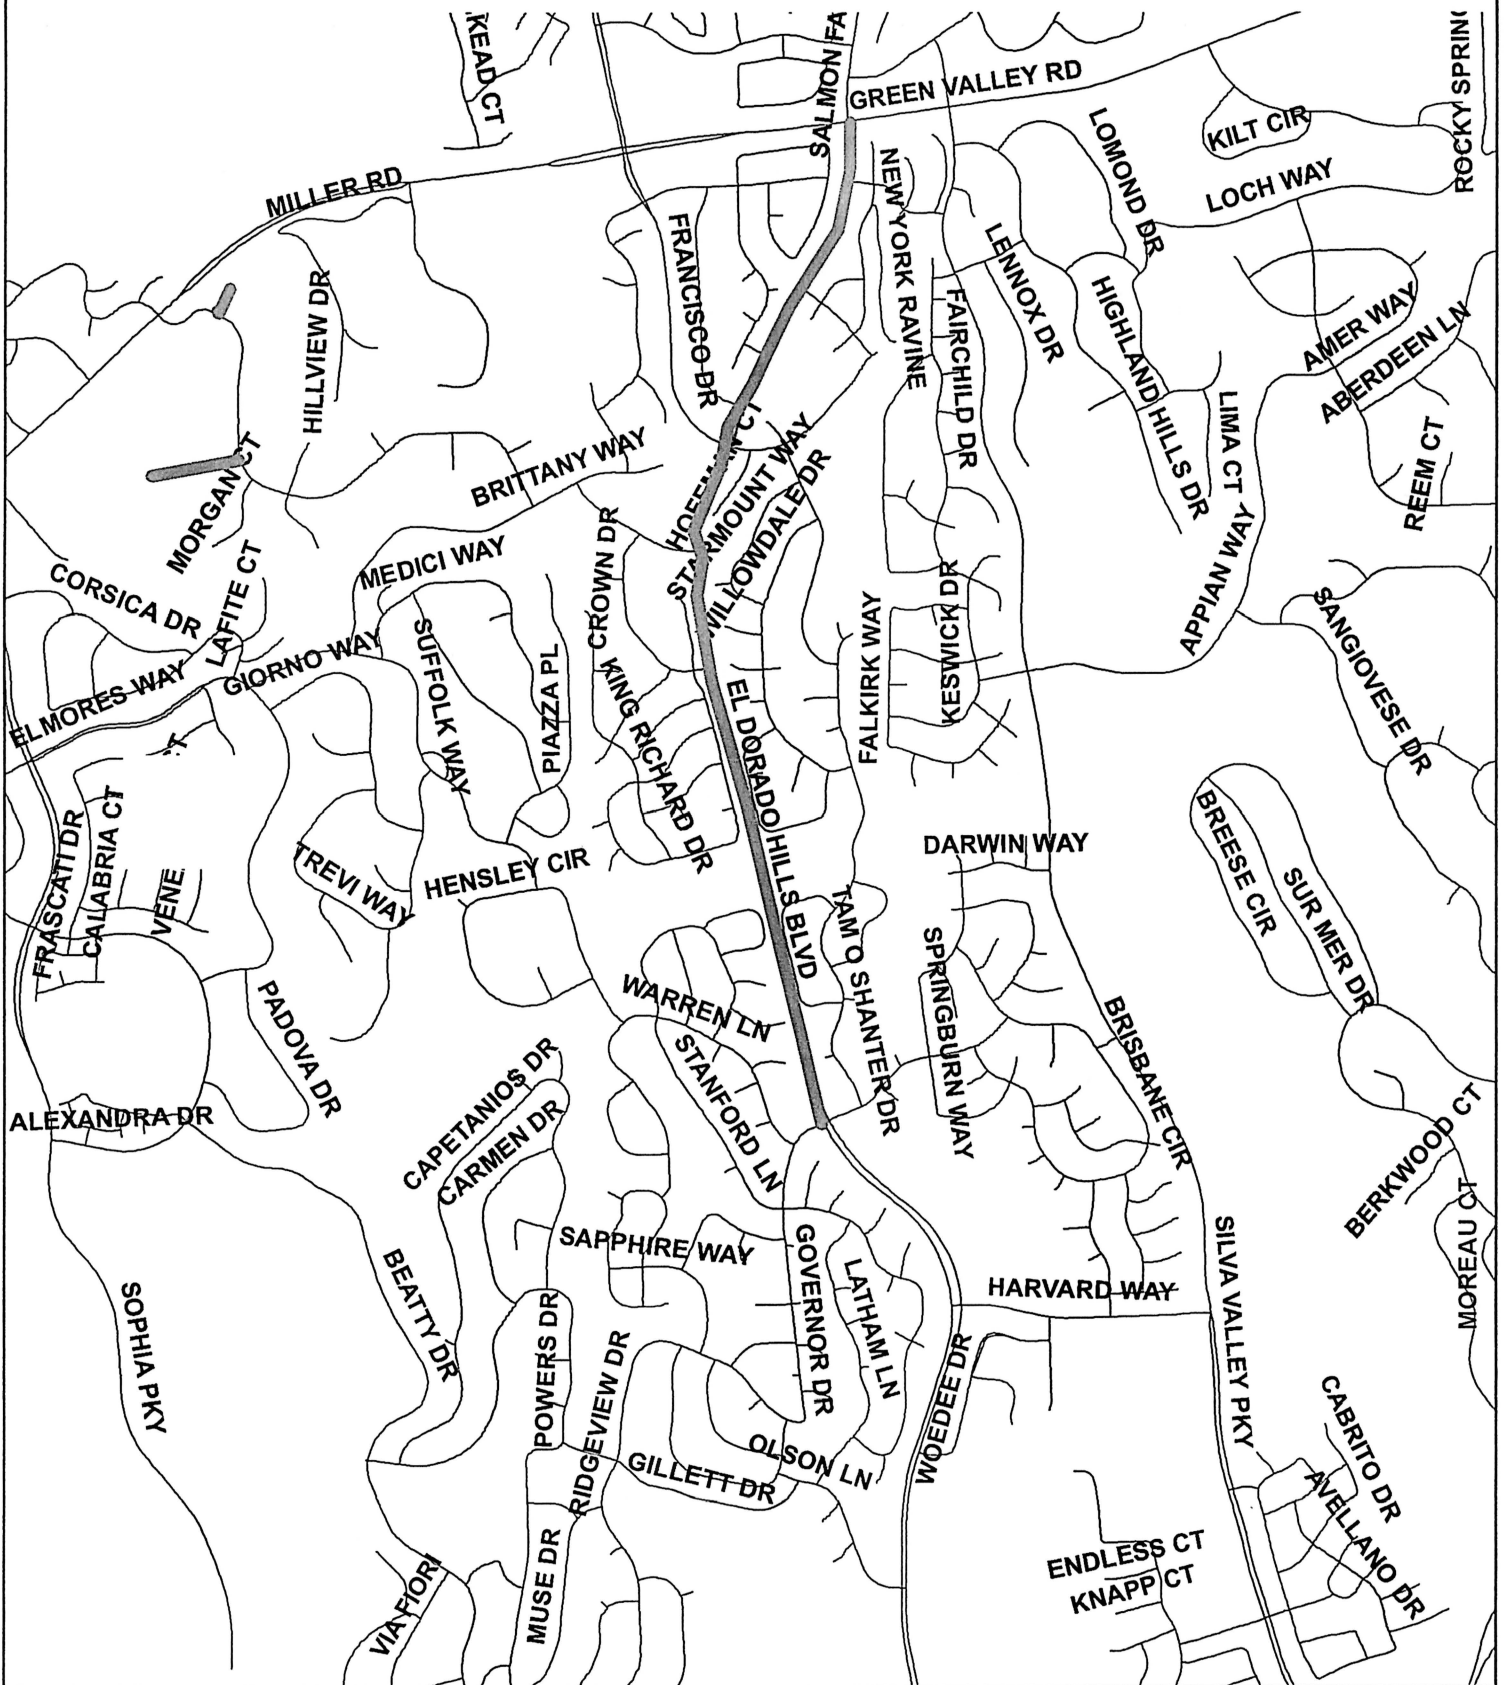 KEAD CT
SALMON FA
GREEN VALLEY RD
ROCKY SPRIN
KILT CIR
LOMOND DR
LOCH WAY
MILLER RD
NEW YORK RAVINE
FRANCISCO DR
LENNOX DR
HILLVIEW DR
FAIRCHILD DR
HIGHLAND HILLS DR
AMER WAY
ABERDEEN LN
LIMA CT
REEM CT
BRITTANY WAY
MORGAN CT
STARMOUNT WAY
WILLOWDALE DR
CROWN DR
MEDICI WAY
APPIAN WAY
CORSICA DR
LAFITE CT
KESWICK DR
FALKIRK WAY
SANGIOVESE DR
GIORNO WAY
SUFFOLK WAY
PIAZZA PL
KING RICHARD DR
ELMORES WAY
EL DORADO HILLS BLVD
CT
FRASCATI DR
CALABRIA CT
VENE
TREVI WAY
HENSLEY CIR
DARWIN WAY
BREESE CIR
SUR MER DR
TAM O SHANTER DR
SPRINGBURN WAY
WARREN LN
PADOVA DR
BRISBANE CIR
STANFORD LN
CAPETANIOS DR
CARMEN DR
ALEXANDRA DR
BERKWOOD CT
MOREAU CT
SAPPHIRE WAY
GOVERNOR DR
LATHAM LN
HARVARD WAY
SILVA VALLEY PKY
BEATTY DR
SOPHIA PKY
POWERS DR
RIDGEVIEW DR
WOEDEE DR
CABRITO DR
OLSON LN
GILLETT DR
AVELLANO DR
ENDLESS CT
KNAPP CT
MUSE DR
VIA FIORI